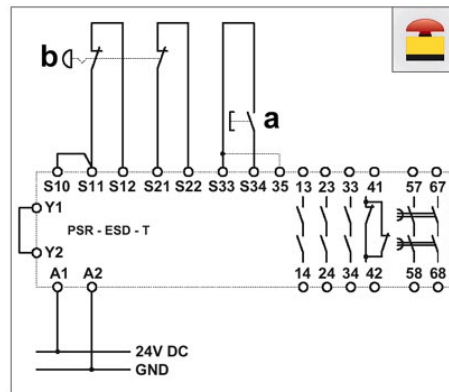 b
a
S10 S11 S12 S21 S22 S33 S34 35 13 23 33 41 57 67
Y1
PSR - ESD - T
Y2
A1 A2 14 24 34 42 58 68
24V DC
GND